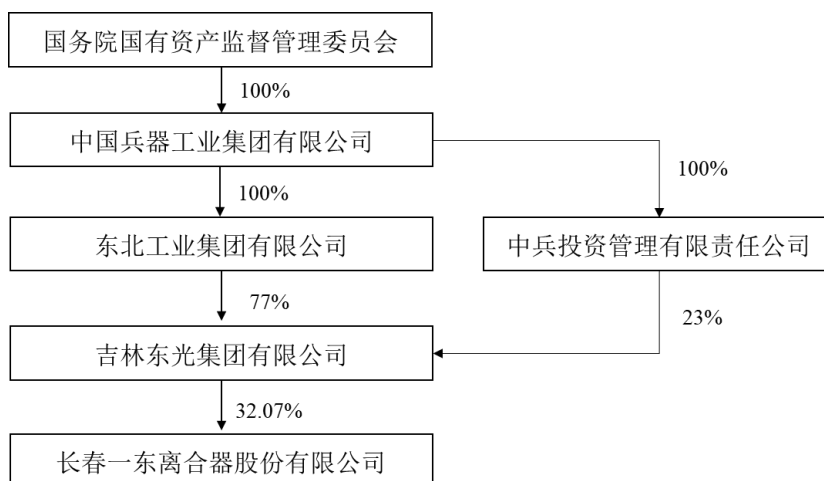 国务院国有资产监督管理委员会
100%
中国兵器工业集团有限公司
100%
100%
东北工业集团有限公司
中兵投资管理有限责任公司
77%
23%
吉林东光集团有限公司
32.07%
长春一东离合器股份有限公司